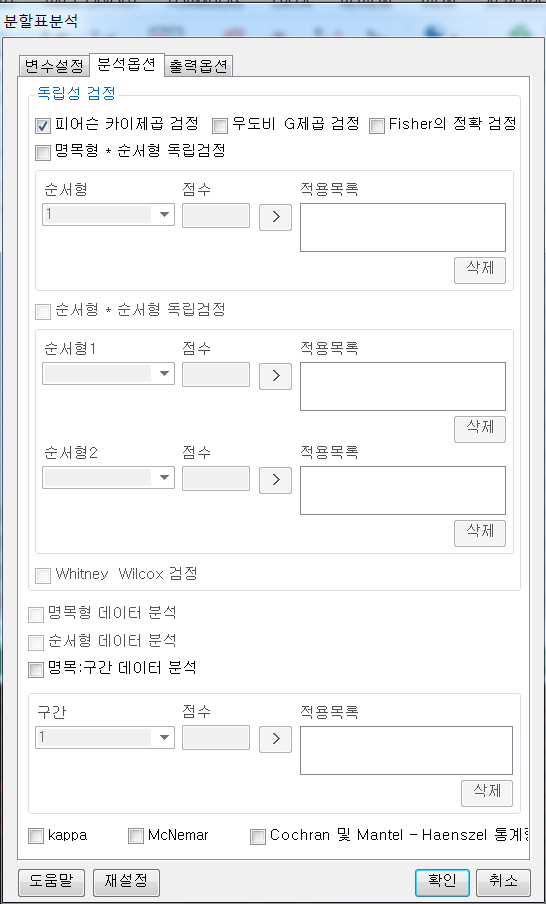 분할표분석
변수설정 분석옵션 출력옵션
독립성 검정
피어슨 카이제곱 검정 우도비 G제곱 검정 Fisher의 정확 검정
명목형 * 순서형 독립검정
순서형 점수 적용목록
1 >
삭제
순서형 * 순서형 독립검정
순서형1 점수 적용목록
>
삭제
순서형2 점수 적용목록
>
삭제
Whitney Wilcox 검정
명목형 데이터 분석
순서형 데이터 분석
명목:구간 데이터 분석
구간 점수 적용목록
1 >
삭제
kappa McNemar Cochran 및 Mantel - Haenszel
도움말 재설정 확인 취소